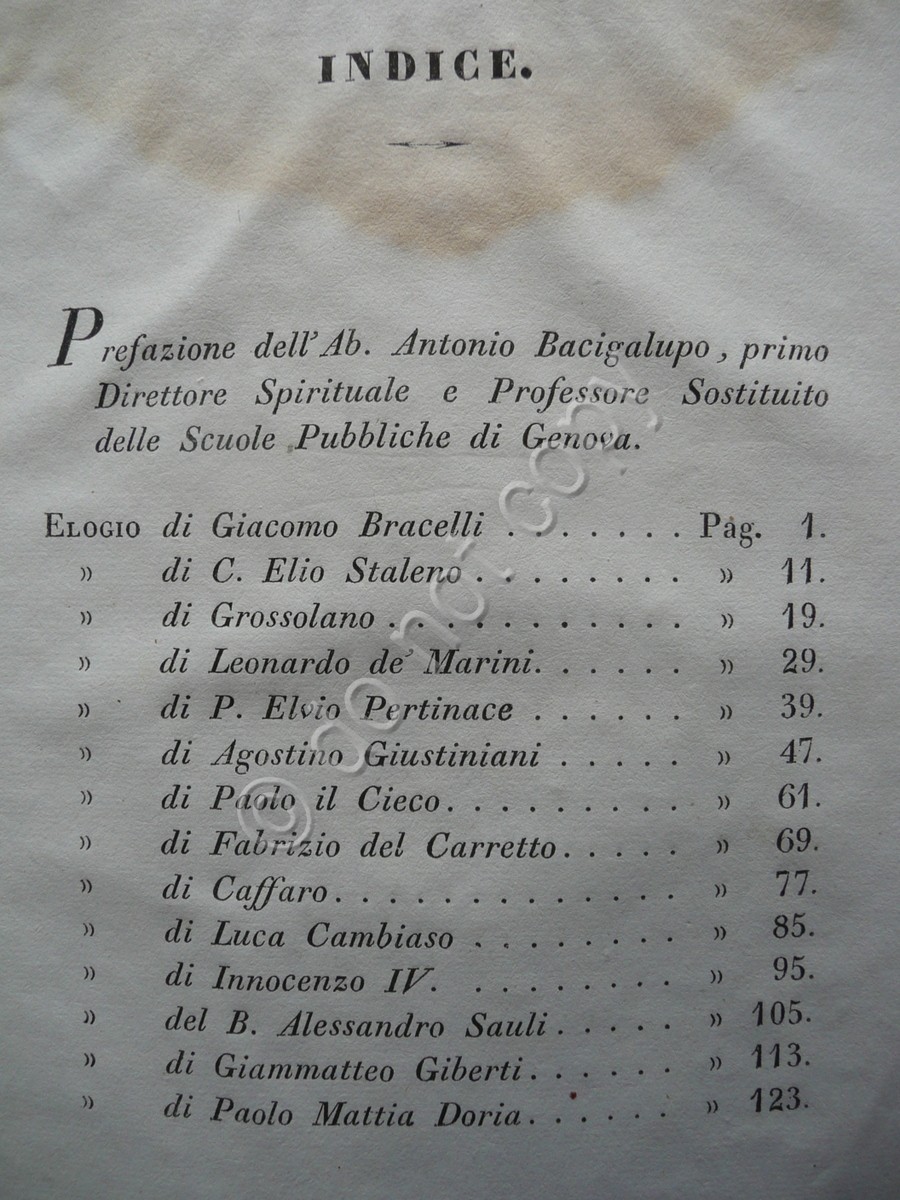 INDICE.
Prefazione dell'Ab. Antonio Bacigalupo, primo
Direttore Spirituale e Professore Sostituito
delle Scuole Pubbliche di Genova.
ELOGIO di Giacomo Bracelli . . . . . . . Pag. 1.
» di C. Elio Staleno . . . . . . . . » 11.
» di Grossolano . . . . . . . . . . . » 19.
» di Leonardo de' Marini. . . . . . » 29.
» di P. Elvio Pertinace . . . . . . » 39.
» di Agostino Giustiniani . . . . . » 47.
» di Paolo il Cieco. . . . . . . . . » 61.
» di Fabrizio del Carretto. . . . . » 69.
» di Caffaro. . . . . . . . . . . . . » 77.
» di Luca Cambiaso . . . . . . . . » 85.
» di Innocenzo IV. . . . . . . . . » 95.
» del B. Alessandro Sauli . . . . . » 105.
» di Giammatteo Giberti. . . . . . » 113.
» di Paolo Mattia Doria. . . . . . » 123.
© do not copy